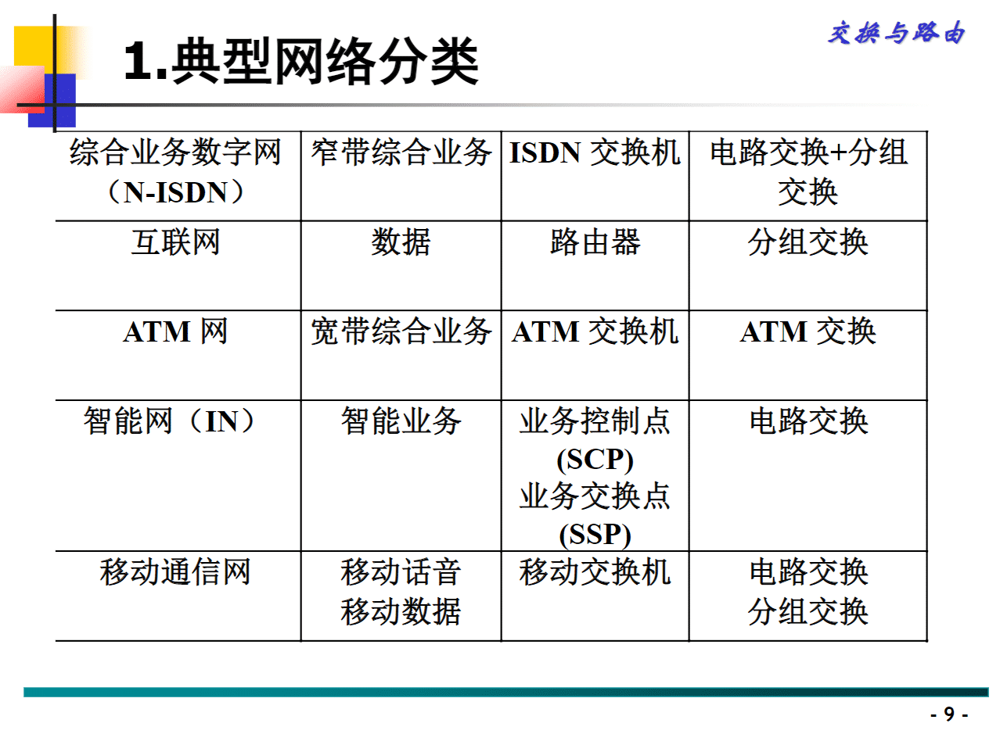 交换与路由
1.典型网络分类
综合业务数字网
（N-ISDN）
窄带综合业务
ISDN 交换机
电路交换+分组
交换
互联网
数据
路由器
分组交换
ATM 网
宽带综合业务
ATM 交换机
ATM 交换
智能网（IN）
智能业务
业务控制点
(SCP)
业务交换点
(SSP)
电路交换
移动通信网
移动话音
移动数据
移动交换机
电路交换
分组交换
- 9 -